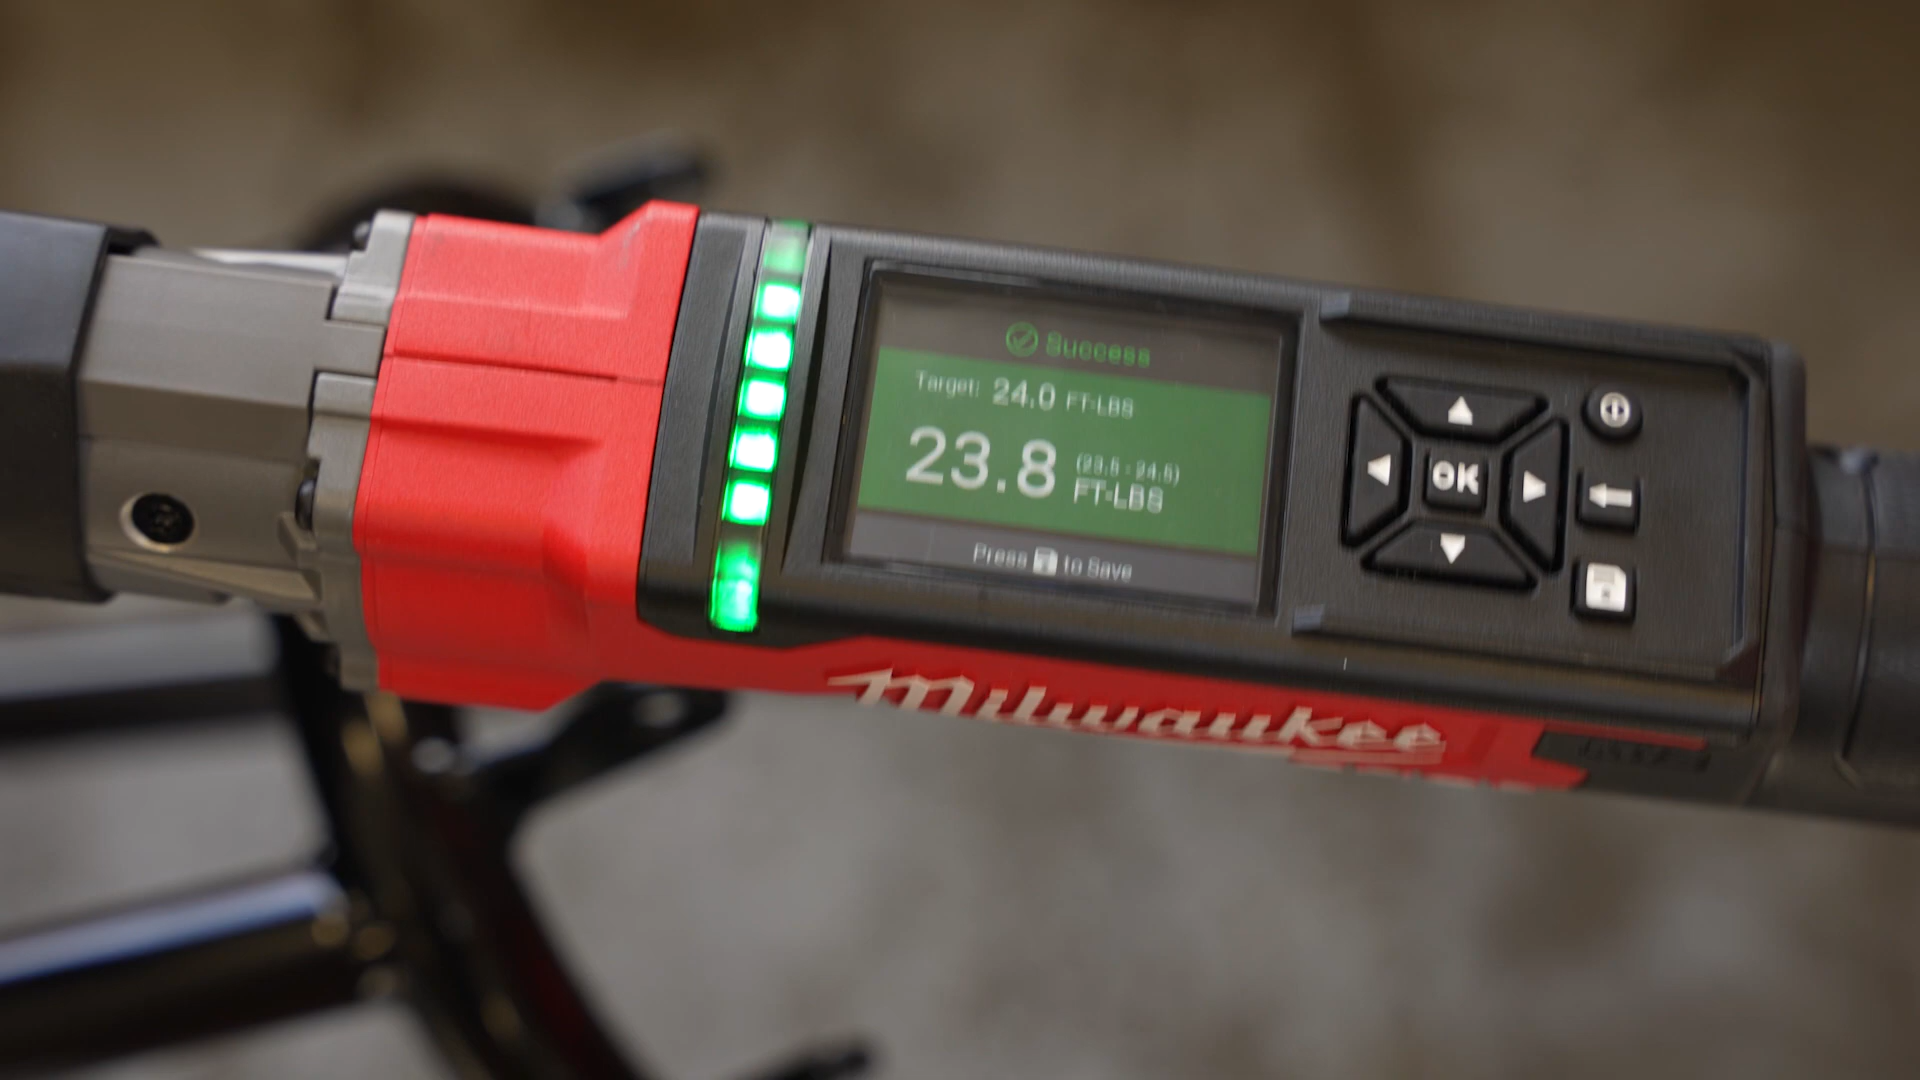 Success
Target: 24.0 FT-LBS
23.8 (23.5 - 24.5)
FT-LBS
Press to Save
OK
Milwaukee